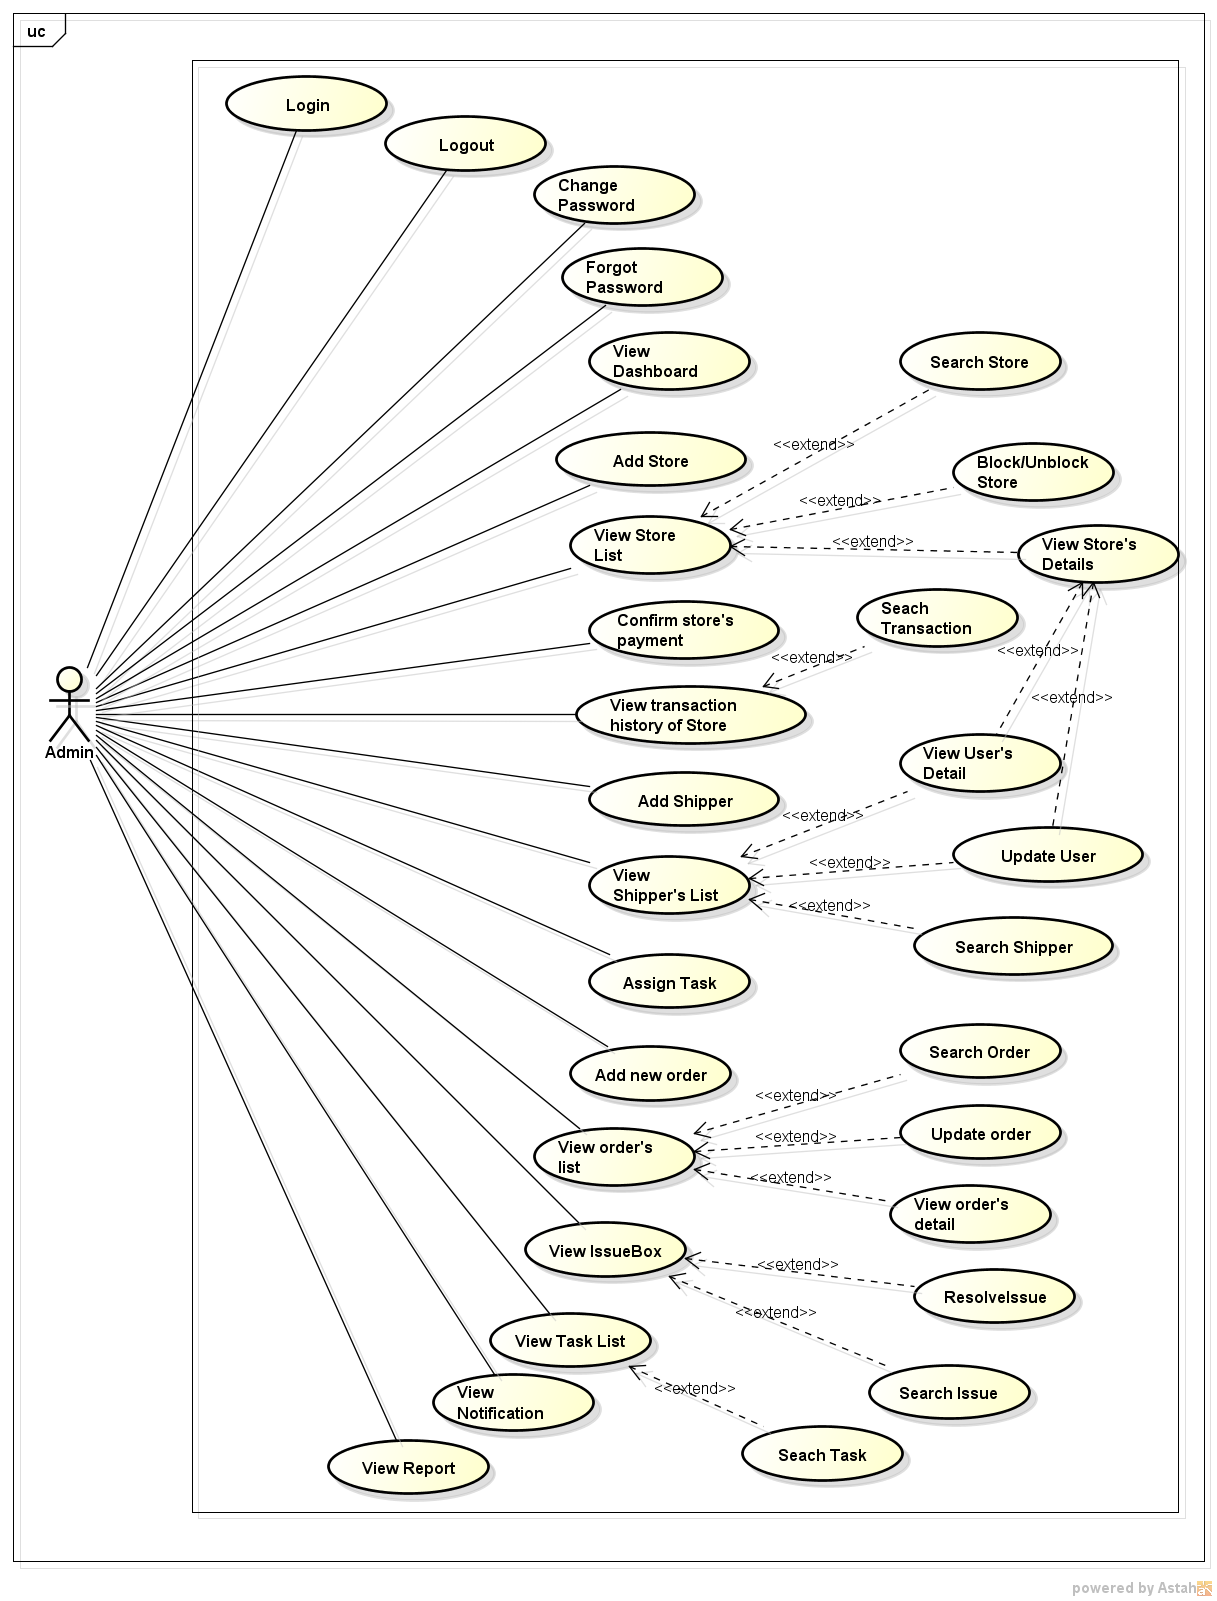 uc
Login
Logout
Change
Password
Forgot
Password
View
Dashboard
Search Store
<<extend>>
Add Store
Block/Unblock
Store
<<extend>>
View Store
List
<<extend>>
View Store's
Details
Confirm store's
payment
Seach
Transaction
<<extend>>
<<extend>>
<<extend>>
View transaction
history of Store
Admin
View User's
Detail
Add Shipper
<<extend>>
Update User
<<extend>>
View
Shipper's List
<<extend>>
Search Shipper
Assign Task
Search Order
Add new order
<<extend>>
Update order
<<extend>>
View order's
list
<<extend>>
View order's
detail
View IssueBox
<<extend>>
ResolveIssue
<<extend>>
View Task List
<<extend>>
Search Issue
View
Notification
Seach Task
View Report
powered by Astah